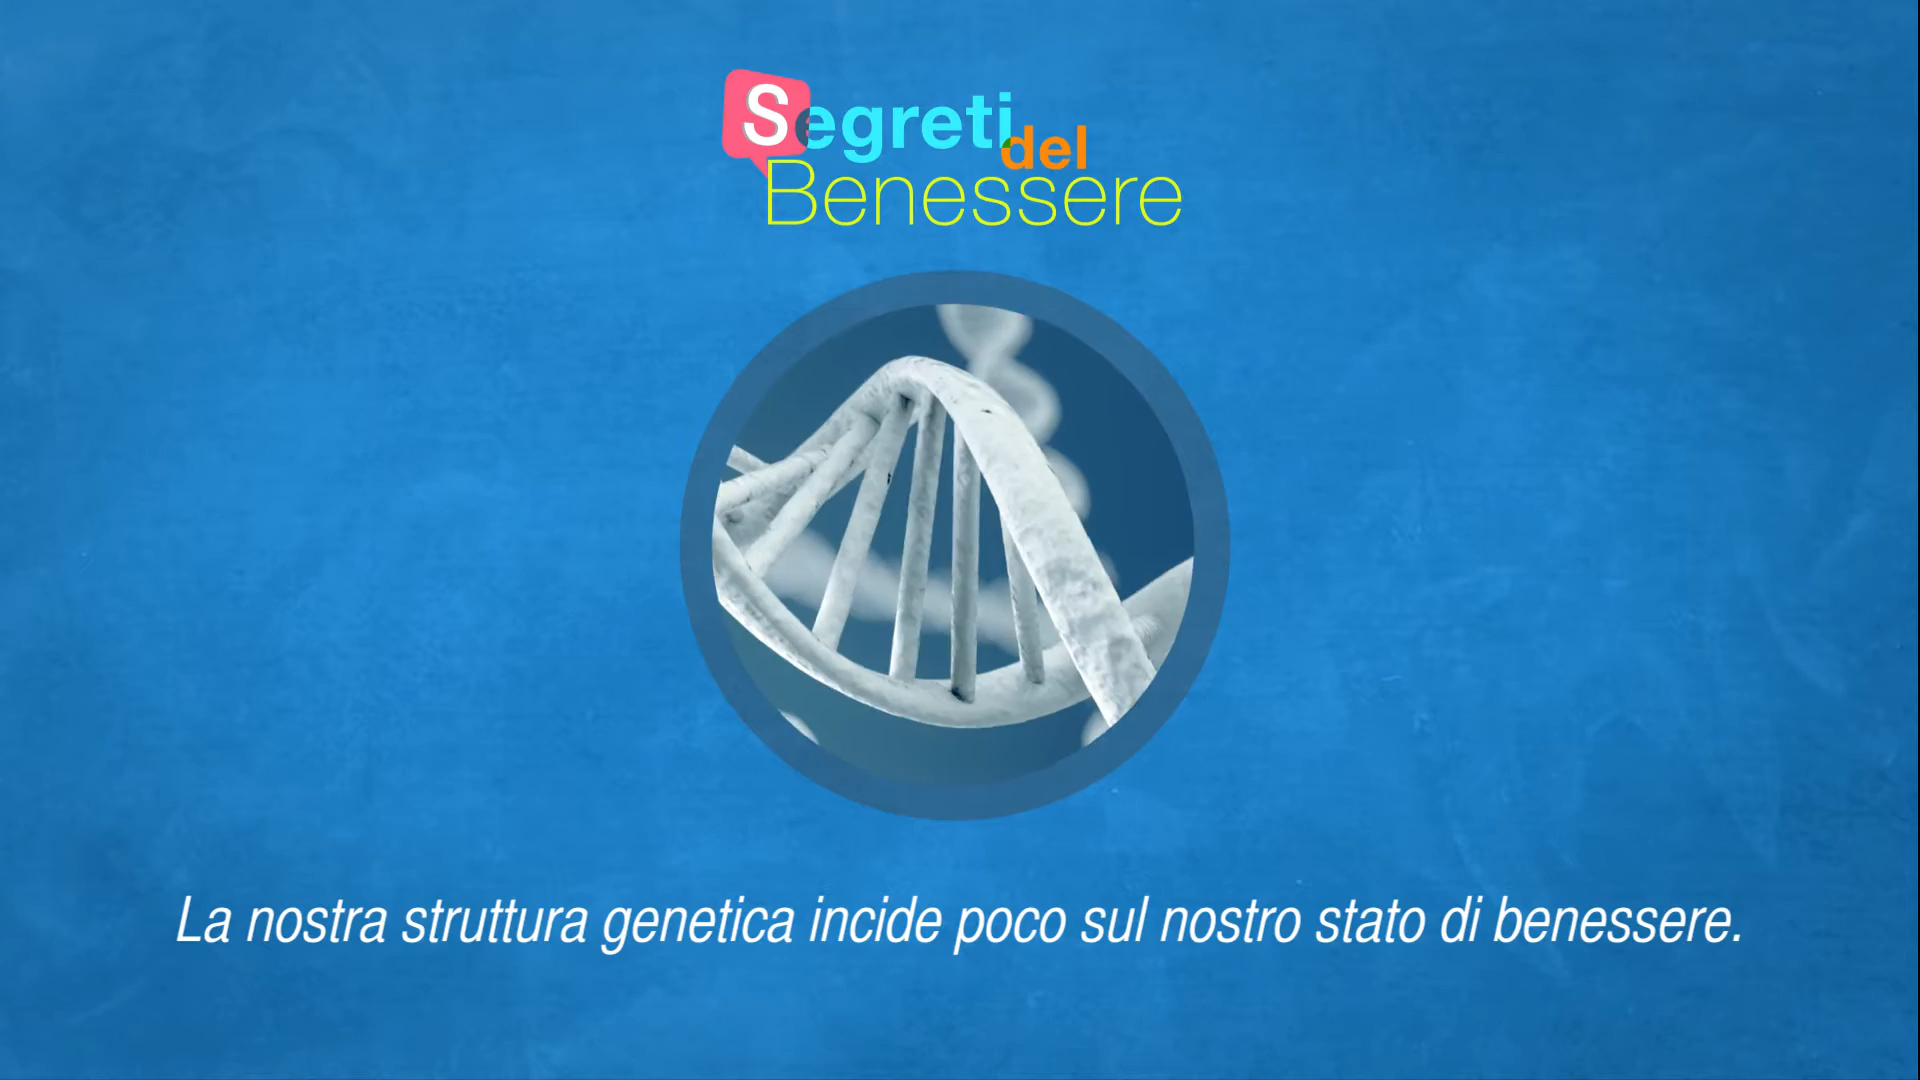 Segreti del
Benessere
La nostra struttura genetica incide poco sul nostro stato di benessere.